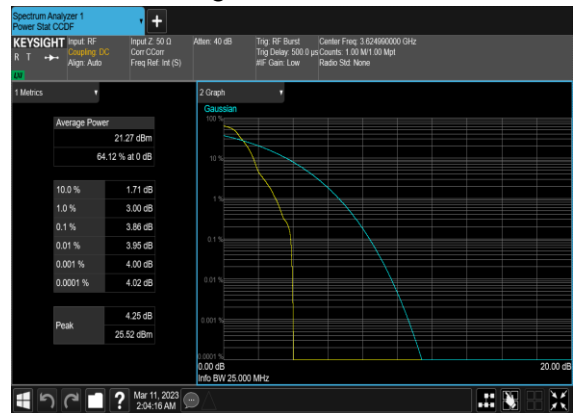 Spectrum Analyzer 1
Power Stat CCDF
+
KEYSIGHT
R T
LW
Input: RF
Coupling: DC
Align: Auto
Input Z: 50 Ω
Corr CCorr
Freq Ref: Int (S)
Atten: 40 dB
Trig: RF Burst
Trig Delay: 500.0 µs
#IF Gain: Low
Center Freq: 3.624990000 GHz
Counts: 1.00 M/1.00 Mpt
Radio Std: None
1 Metrics
Average Power
21.27 dBm
64.12 % at 0 dB
10.0 % 1.71 dB
1.0 % 3.00 dB
0.1 % 3.86 dB
0.01 % 3.95 dB
0.001 % 4.00 dB
0.0001 % 4.02 dB
Peak
4.25 dB
25.52 dBm
2 Graph
Gaussian
100 %
10 %
1 %
0.1 %
0.01 %
0.001 %
0.0001 %
0.00 dB
20.00 dB
Info BW 25.000 MHz
?
Mar 11, 2023
2:04:16 AM